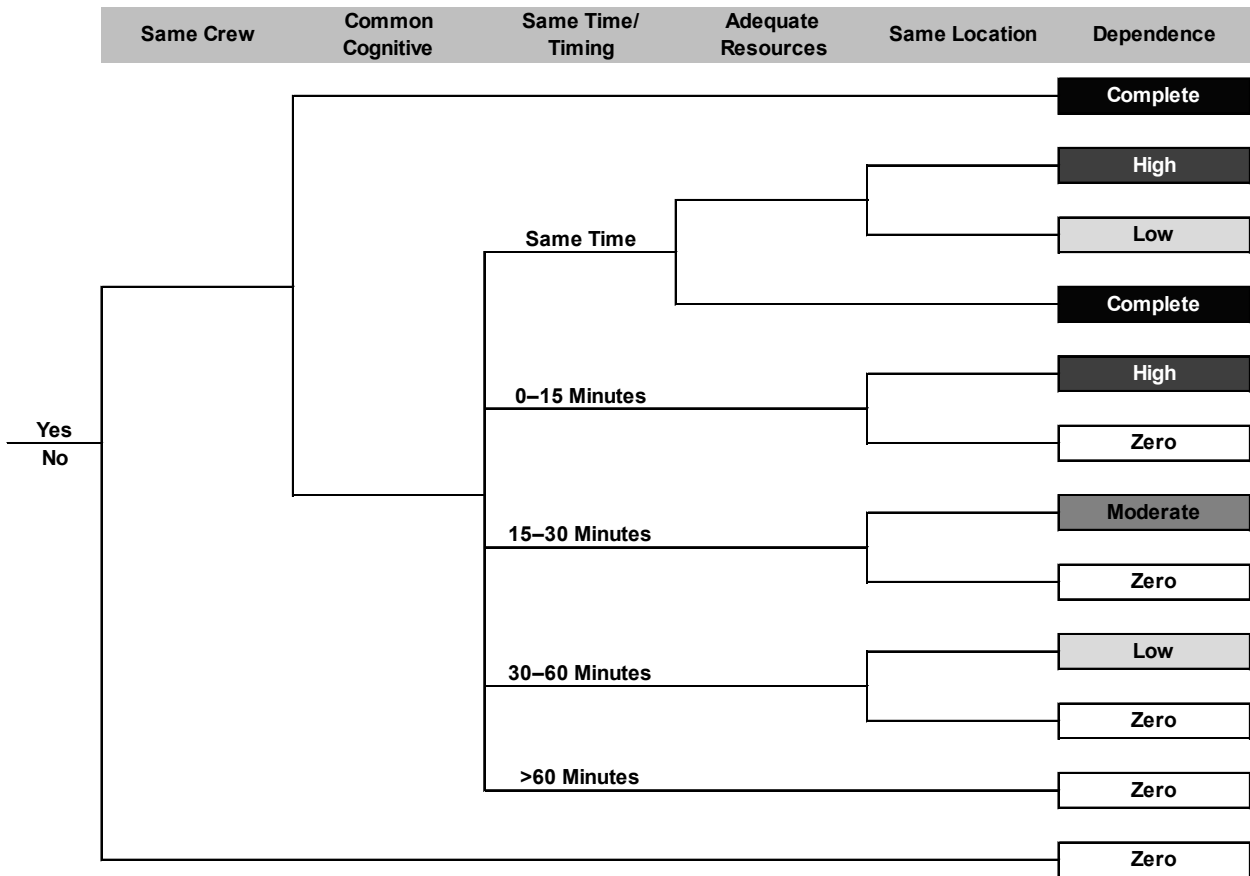 Same Crew
Common
Cognitive
Same Time/
Timing
Adequate
Resources
Same Location
Dependence
Complete
High
Same Time
Low
Complete
High
0–15 Minutes
Yes
No
Zero
Moderate
15–30 Minutes
Zero
Low
30–60 Minutes
Zero
>60 Minutes
Zero
Zero